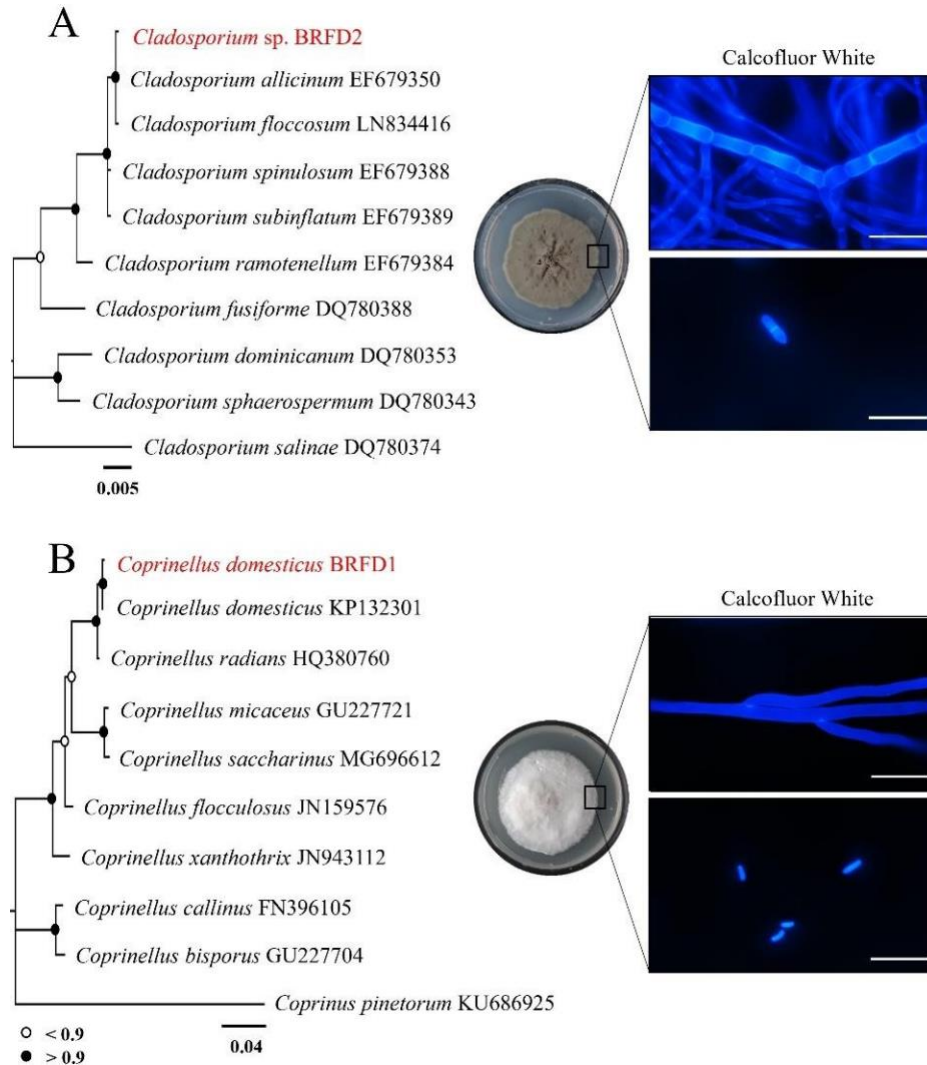 A
Cladosporium sp. BRFD2
Cladosporium allicinum EF679350
Cladosporium floccosum LN834416
Cladosporium spinulosum EF679388
Cladosporium subinflatum EF679389
Cladosporium ramotenellum EF679384
Cladosporium fusiforme DQ780388
Cladosporium dominicanum DQ780353
Cladosporium sphaerospermum DQ780343
Cladosporium salinae DQ780374
0.005
Calcofluor White
B
Coprinellus domesticus BRFD1
Coprinellus domesticus KP132301
Coprinellus radians HQ380760
Coprinellus micaceus GU227721
Coprinellus saccharinus MG696612
Coprinellus flocculosus JN159576
Coprinellus xanthothrix JN943112
Coprinellus callinus FN396105
Coprinellus bisporus GU227704
Coprinus pinetorum KU686925
0.04
< 0.9
> 0.9
Calcofluor White